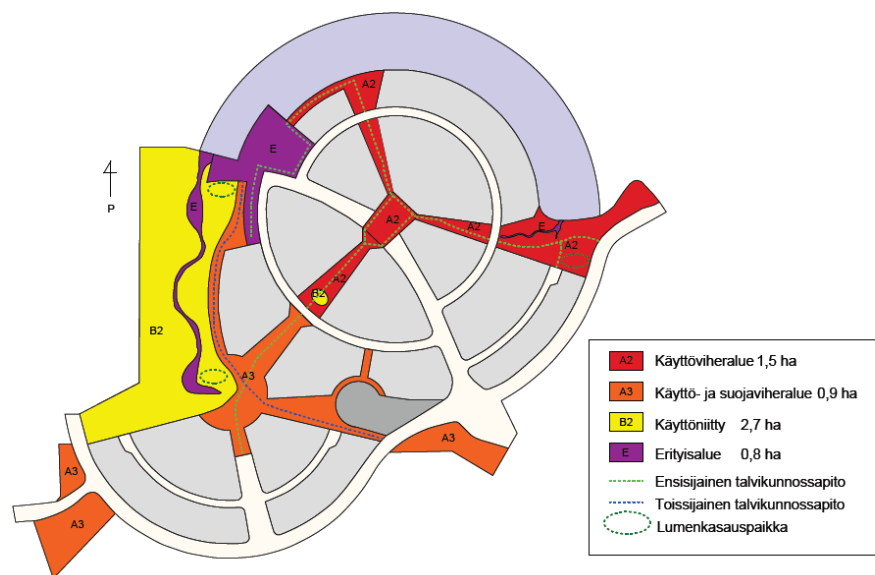 A2
E
P
E
A2
A2
E
A2
A2
B2
B2
A3
A3
A3
A3
A2 Käyttöviheralue 1,5 ha
A3 Käyttö- ja suojaviheralue 0,9 ha
B2 Käyttöniitty 2,7 ha
E Erityisalue 0,8 ha
Ensisijainen talvikunnossapito
Toissijainen talvikunnossapito
Lumenkasauspaikka